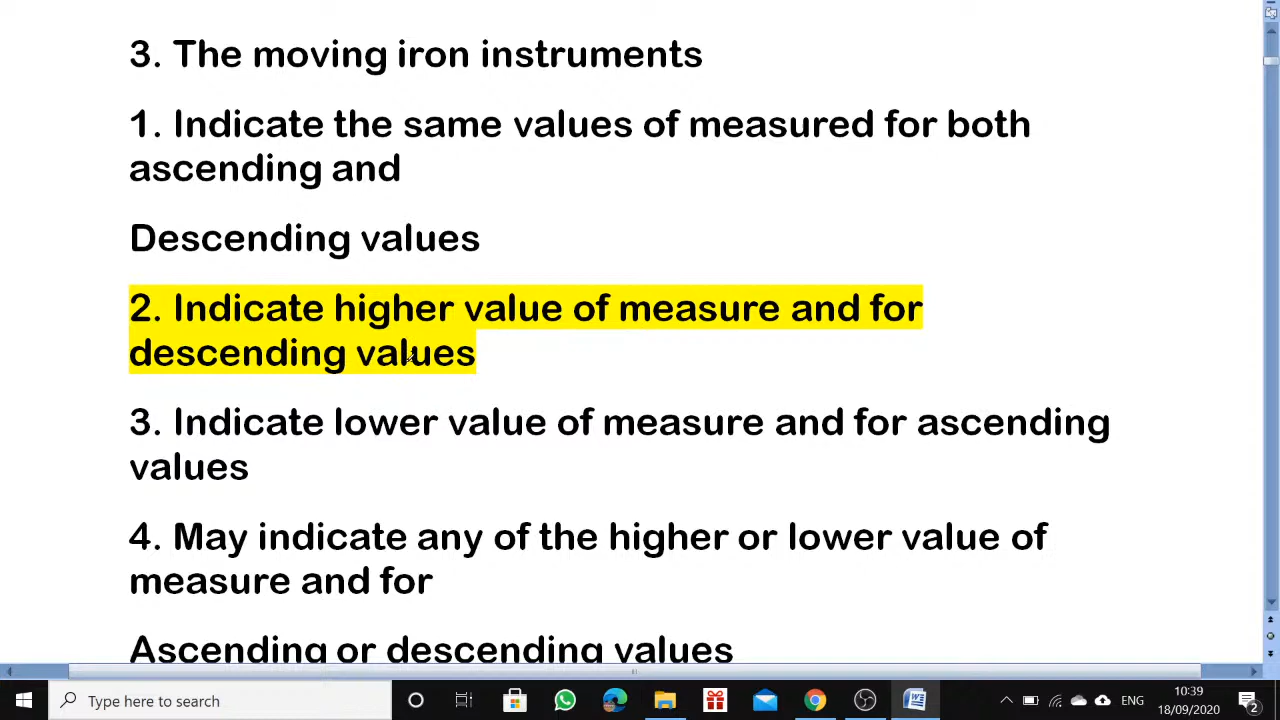 3. The moving iron instruments
1. Indicate the same values of measured for both
ascending and
Descending values
2. Indicate higher value of measure and for
descending values
3. Indicate lower value of measure and for ascending
values
4. May indicate any of the higher or lower value of
measure and for
Ascending or descending values
Type here to search
ENG
10:39
18/09/2020
2